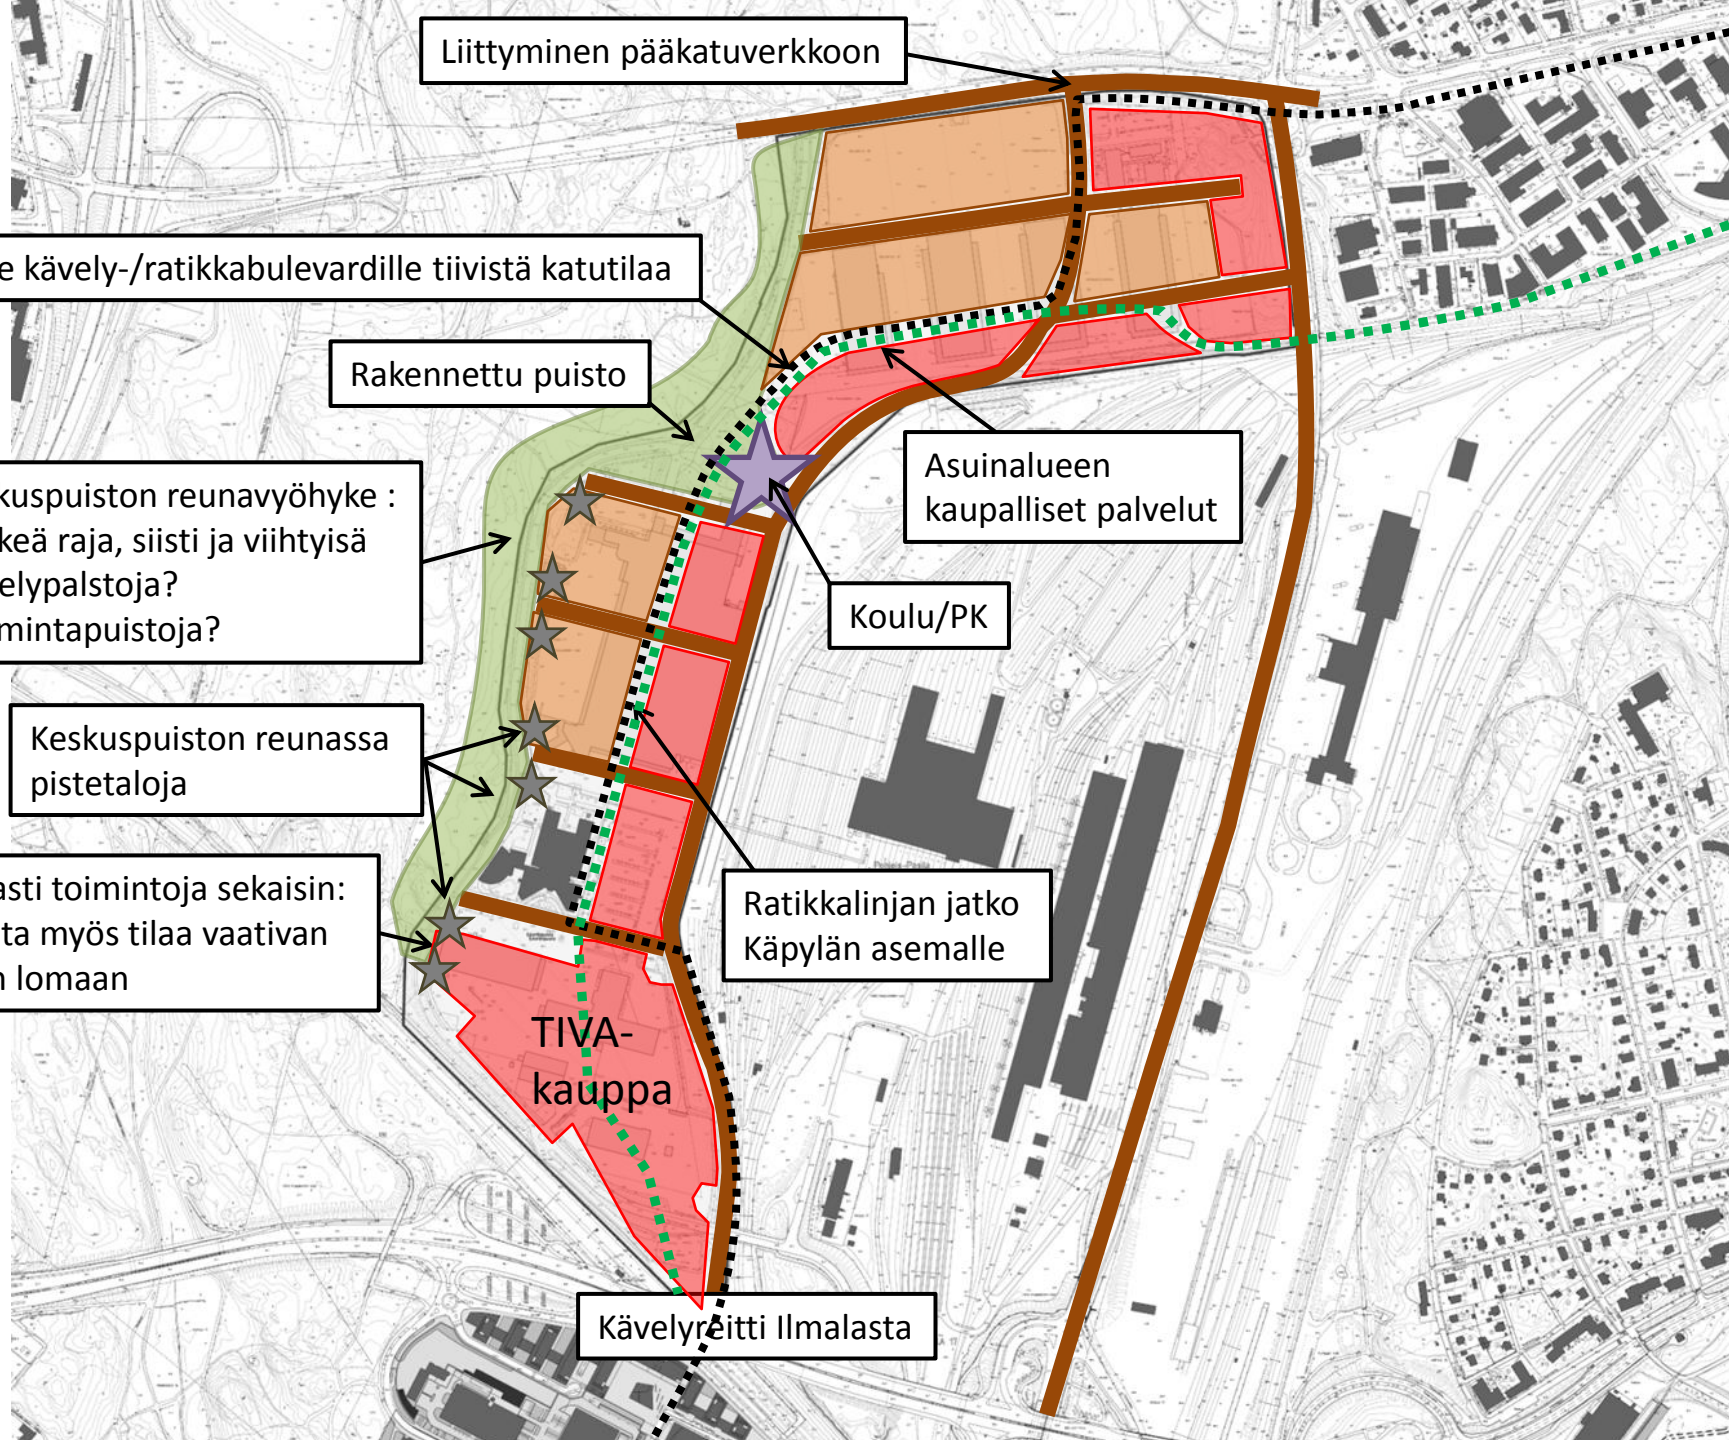 Liittyminen pääkatuverkkoon
e kävely-/ratikkabulevardille tiivistä katutilaa
Rakennettu puisto
kuspuiston reunavyöhyke :
keä raja, siisti ja viihtyisä
elypalstoja?
mintapuistoja?
Asuinalueen
kaupalliset palvelut
Koulu/PK
Keskuspuiston reunassa
pistetaloja
asti toimintoja sekaisin:
ta myös tilaa vaativan
n lomaan
Ratikkalinjan jatko
Käpylän asemalle
TIVA-
kauppa
Kävelyreitti Ilmalasta